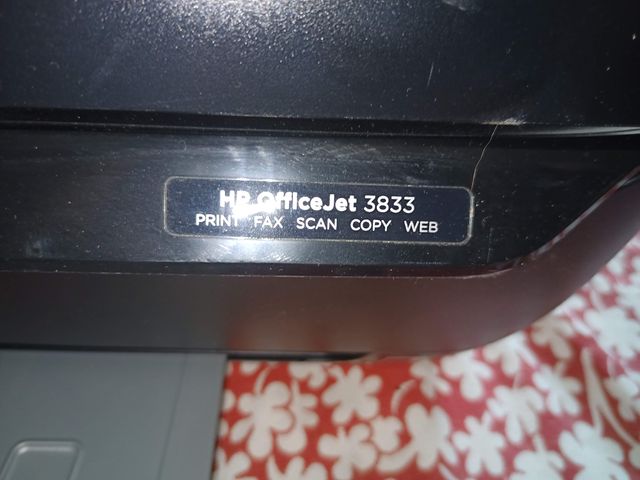 HP OfficeJet 3833
PRINT FAX SCAN COPY WEB